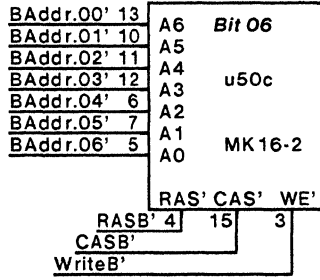 BAddr.00' 13 A6 Bit 06
BAddr.01' 10 A5
BAddr.02' 11 A4 u50c
BAddr.03' 12 A3
BAddr.04' 6 A2
BAddr.05' 7 A1 MK16-2
BAddr.06' 5 A0
RAS' CAS' WE'
RASB' 4 15 3
CASB'
WriteB'